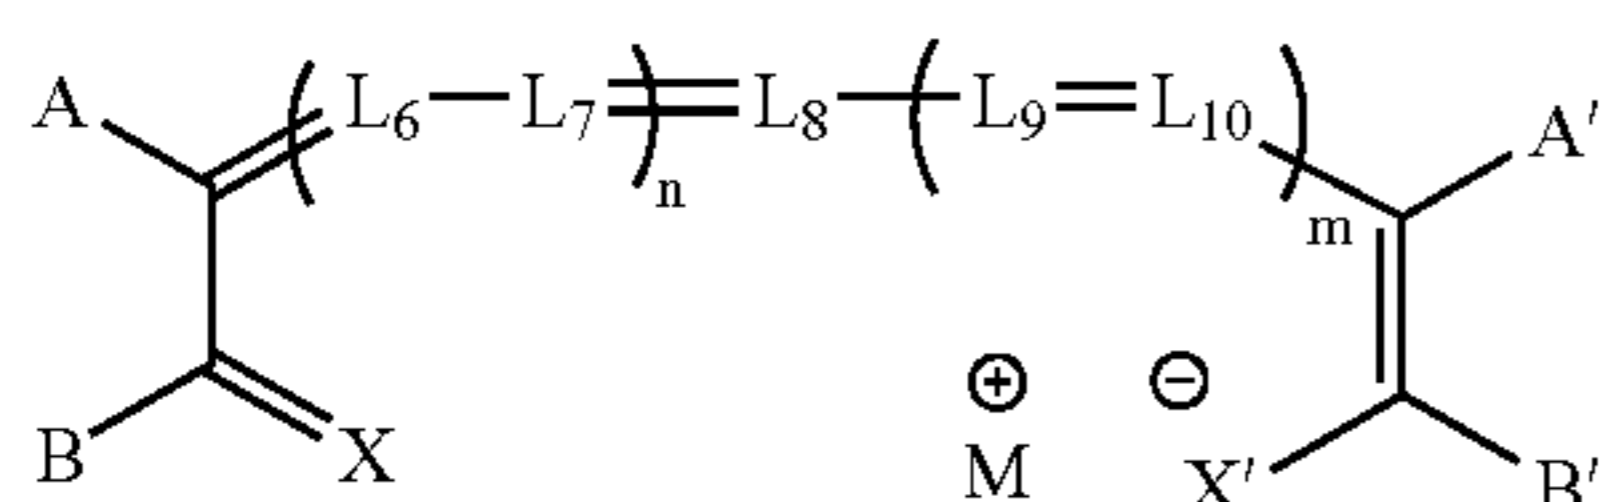 A ( L₆—L₇ )ₙ = L₈—( L₉=L₁₀ )ₘ A′
B X M⊕ ⊖X′ B′